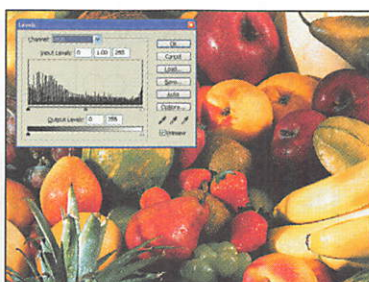 Levels
Channel:
OK
Input Levels: 0 1.00 255
Cancel
Load...
Save...
Auto
Options...
Output Levels: 0 255
Preview